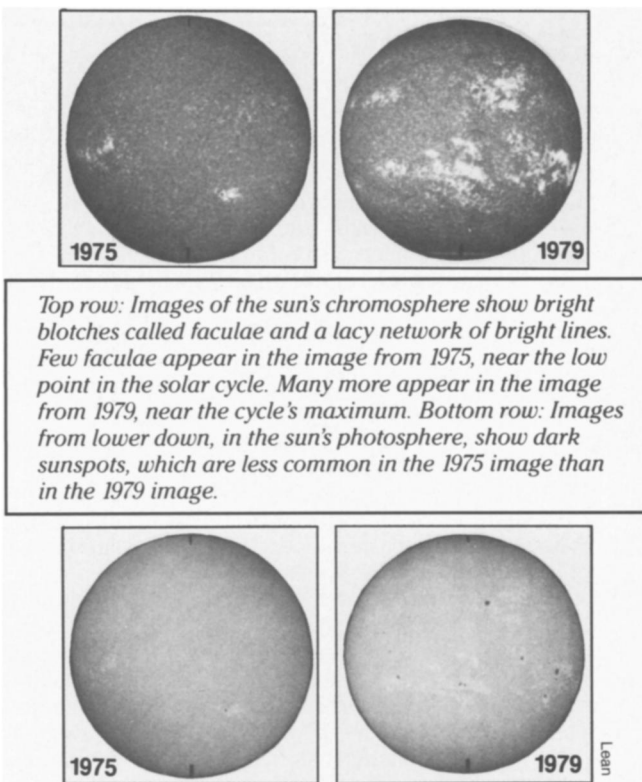 1975
1979
Top row: Images of the sun's chromosphere show bright
blotches called faculae and a lacy network of bright lines.
Few faculae appear in the image from 1975, near the low
point in the solar cycle. Many more appear in the image
from 1979, near the cycle's maximum. Bottom row: Images
from lower down, in the sun's photosphere, show dark
sunspots, which are less common in the 1975 image than
in the 1979 image.
1975
1979
Lean